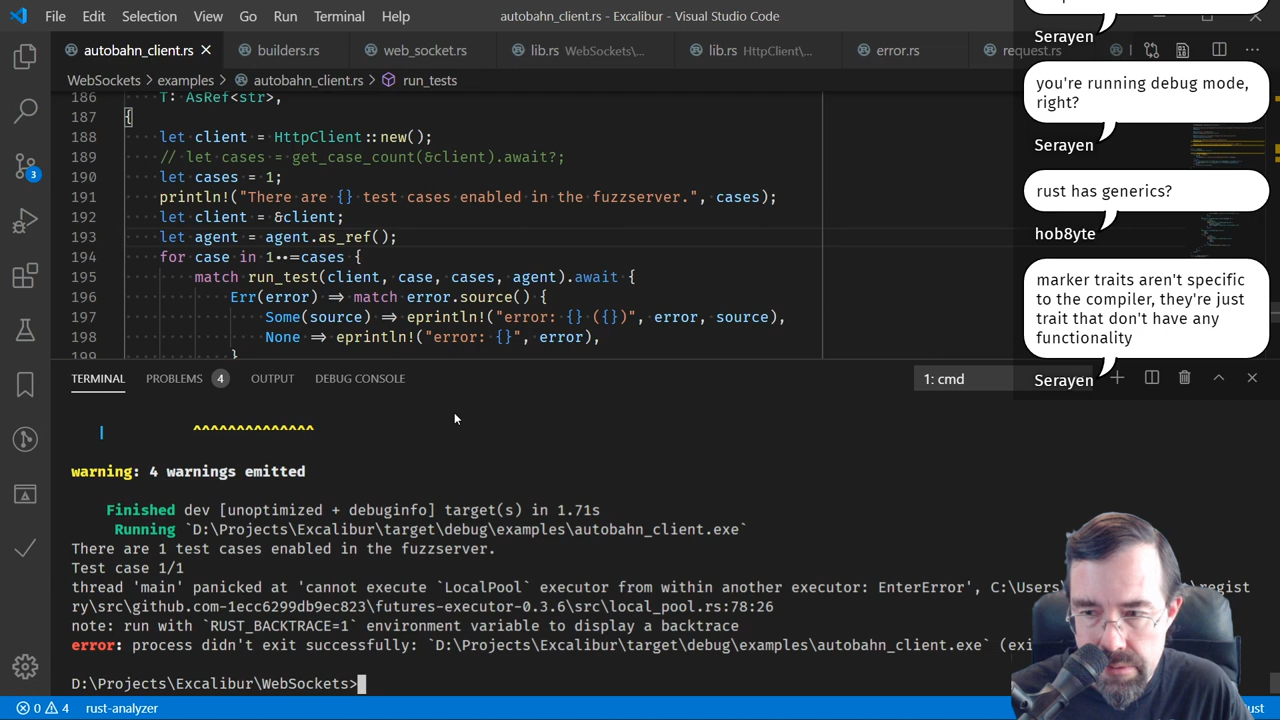 File Edit Selection View Go Run Terminal Help
autobahn_client.rs - Excalibur - Visual Studio Code
autobahn_client.rs
builders.rs
web_socket.rs
lib.rs WebSockets\...
lib.rs HttpClient\...
error.rs
request.rs
WebSockets › examples › autobahn_client.rs › run_tests
186 T: AsRef<str>,
187 {
188 let client = HttpClient::new();
189 // let cases = get_case_count(&client).await?;
190 let cases = 1;
191 println!("There are {} test cases enabled in the fuzzserver.", cases);
192 let client = &client;
193 let agent = agent.as_ref();
194 for case in 1..=cases {
195 match run_test(client, case, cases, agent).await {
196 Err(error) => match error.source() {
197 Some(source) => eprintln!("error: {} ({})", error, source),
198 None => eprintln!("error: {}", error),
199 }
Serayen
you're running debug mode,
right?
Serayen
rust has generics?
hob8yte
marker traits aren't specific
to the compiler, they're just
trait that don't have any
functionality
Serayen
TERMINAL PROBLEMS 4 OUTPUT DEBUG CONSOLE
1: cmd
| ^^^^^^^^^^^^^^
warning: 4 warnings emitted
Finished dev [unoptimized + debuginfo] target(s) in 1.71s
Running `D:\Projects\Excalibur\target\debug\examples\autobahn_client.exe`
There are 1 test cases enabled in the fuzzserver.
Test case 1/1
thread 'main' panicked at 'cannot execute `LocalPool` executor from within another executor: EnterError', C:\Users
\regist
ry\src\github.com-1ecc6299db9ec823\futures-executor-0.3.6\src\local_pool.rs:78:26
note: run with `RUST_BACKTRACE=1` environment variable to display a backtrace
error: process didn't exit successfully: `D:\Projects\Excalibur\target\debug\examples\autobahn_client.exe` (exi
D:\Projects\Excalibur\WebSockets>
3
0 4 rust-analyzer